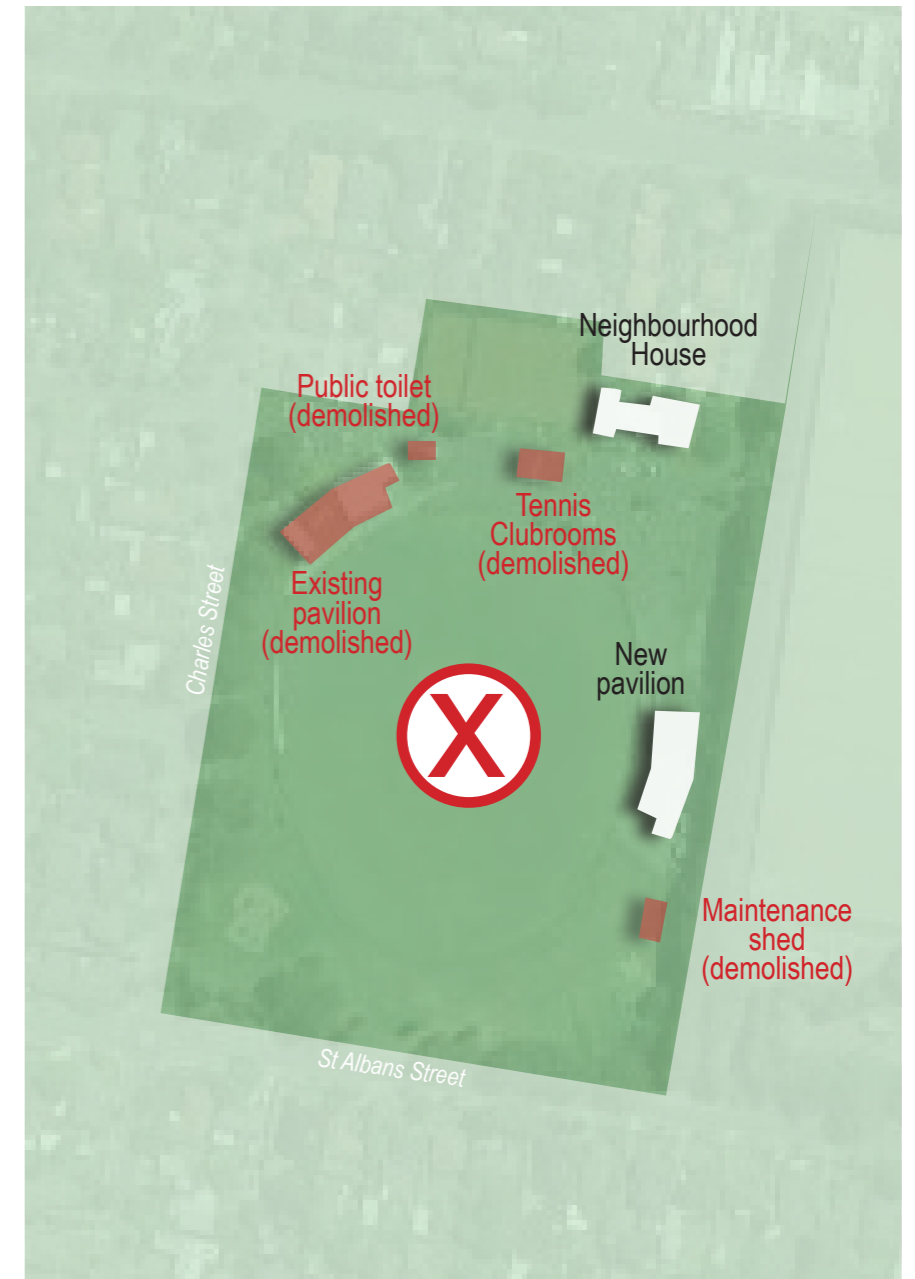 Neighbourhood
House
Public toilet
(demolished)
Tennis
Clubrooms
(demolished)
Existing
pavilion
(demolished)
Charles Street
New
pavilion
X
Maintenance
shed
(demolished)
St Albans Street